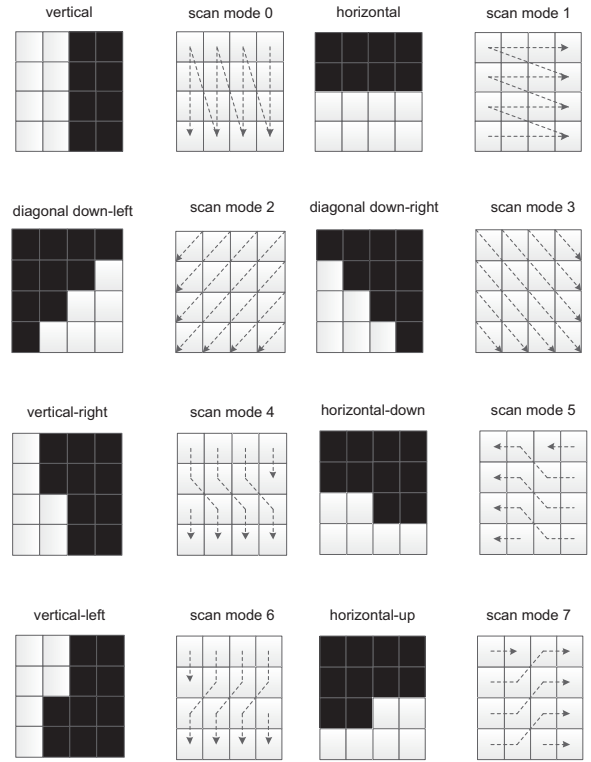 vertical
scan mode 0
horizontal
scan mode 1
diagonal down-left
scan mode 2
diagonal down-right
scan mode 3
vertical-right
scan mode 4
horizontal-down
scan mode 5
vertical-left
scan mode 6
horizontal-up
scan mode 7